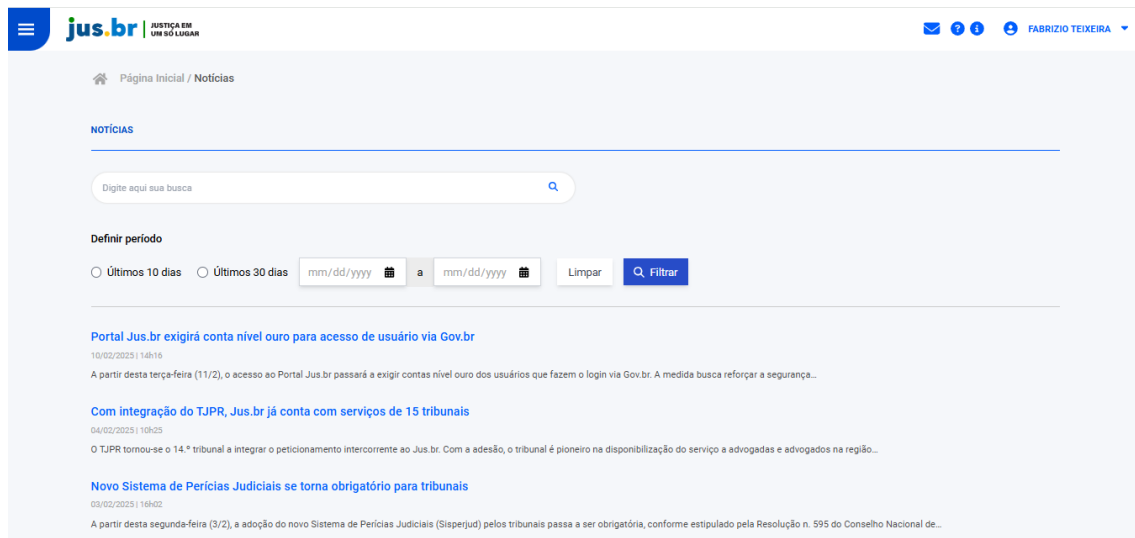 jus.br
JUSTIÇA EM
UM SÓ LUGAR
FABRIZIO TEIXEIRA
Página Inicial / Notícias
NOTÍCIAS
Digite aqui sua busca
Definir período
Últimos 10 dias Últimos 30 dias mm/dd/yyyy a mm/dd/yyyy Limpar Filtrar
Portal Jus.br exigirá conta nível ouro para acesso de usuário via Gov.br
10/02/2025 | 14h16
A partir desta terça-feira (11/2), o acesso ao Portal Jus.br passará a exigir contas nível ouro dos usuários que fazem o login via Gov.br. A medida busca reforçar a segurança...
Com integração do TJPR, Jus.br já conta com serviços de 15 tribunais
04/02/2025 | 10h25
O TJPR tornou-se o 14.º tribunal a integrar o peticionamento intercorrente ao Jus.br. Com a adesão, o tribunal é pioneiro na disponibilização do serviço a advogadas e advogados na região...
Novo Sistema de Perícias Judiciais se torna obrigatório para tribunais
03/02/2025 | 16h02
A partir desta segunda-feira (3/2), a adoção do novo Sistema de Perícias Judiciais (Sisperjud) pelos tribunais passa a ser obrigatória, conforme estipulado pela Resolução n. 595 do Conselho Nacional de...